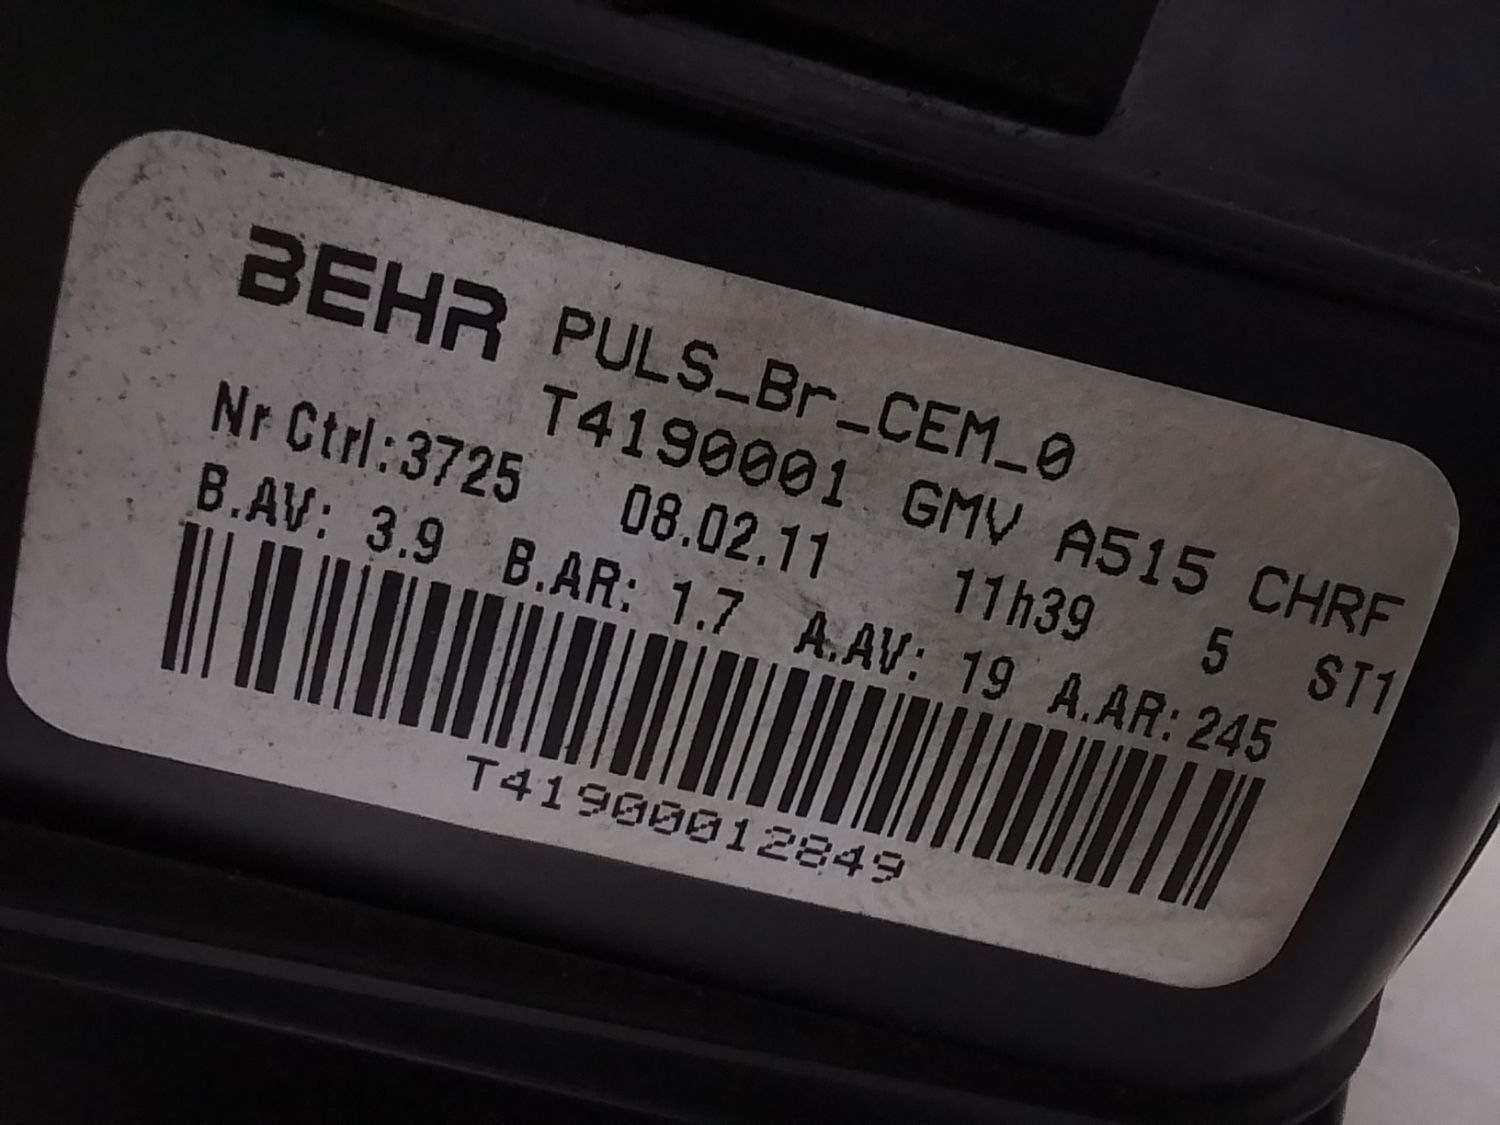 BEHR PULS_Br_CEM_0
T4190001 GMV A515 CHRF
Nr Ctrl:3725 08.02.11 11h39 5 ST1
B.AV: 3.9 B.AR: 1.7 A.AV: 19 A.AR: 245
T41900012849